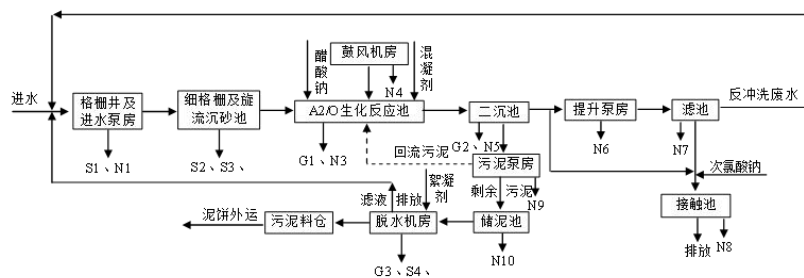 醋酸钠
鼓风机房
混凝剂
N4
进水
格栅井及
进水泵房
细格栅及旋
流沉砂池
A2/O生化反应池
二沉池
提升泵房
滤池
反冲洗废水
S1、N1
S2、S3、
G1、N3
回流污泥
G2、N5
N6
N7
污泥泵房
次氯酸钠
滤液
排放
絮凝剂
剩余
污泥
N9
接触池
泥饼外运
污泥料仓
脱水机房
储泥池
排放
N8
G3、S4、
N10